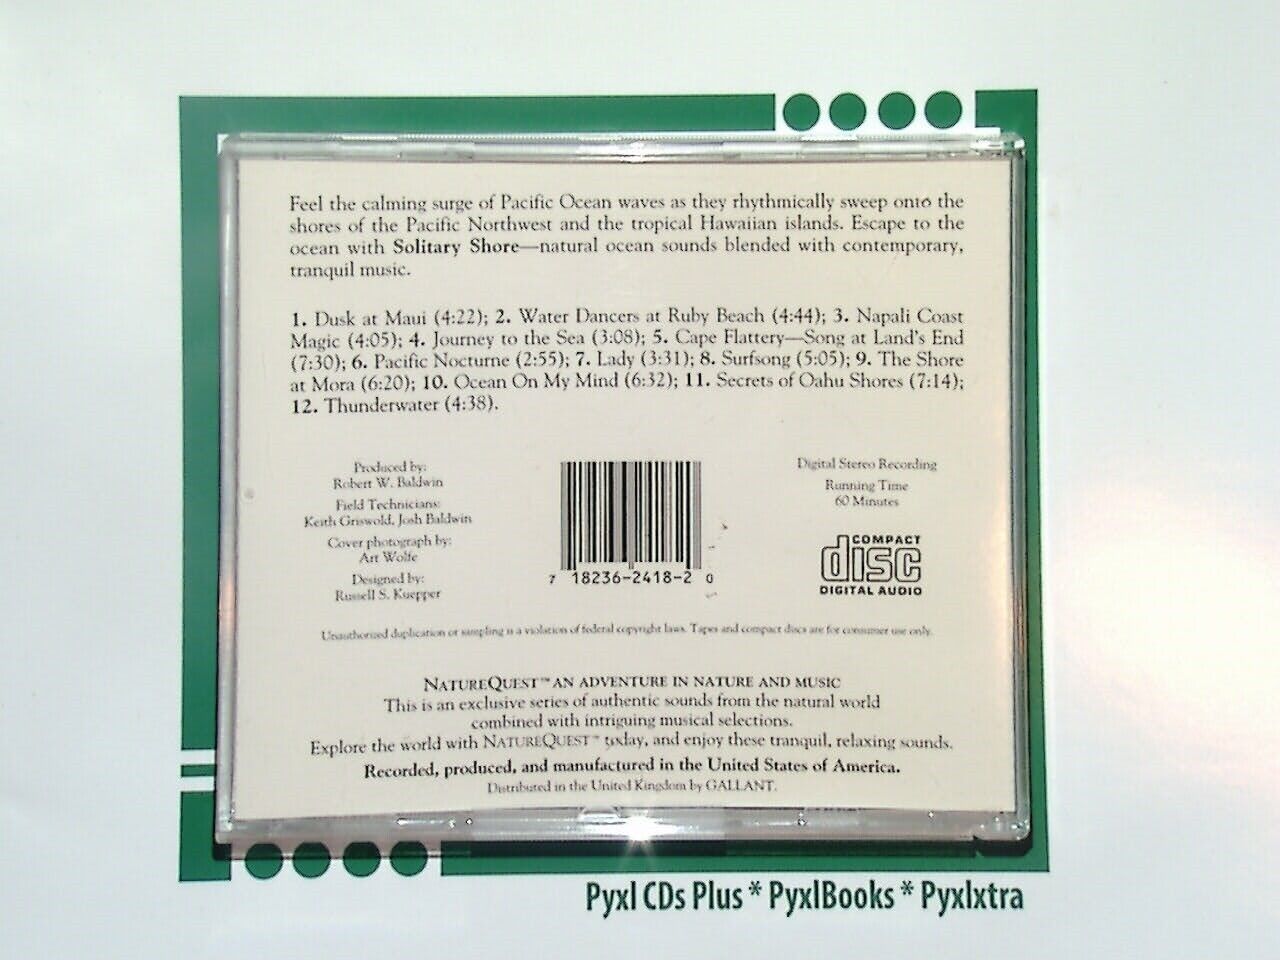 Feel the calming surge of Pacific Ocean waves as they rhythmically sweep onto the
shores of the Pacific Northwest and the tropical Hawaiian islands. Escape to the
ocean with Solitary Shore—natural ocean sounds blended with contemporary,
tranquil music.
1. Dusk at Maui (4:22); 2. Water Dancers at Ruby Beach (4:44); 3. Napali Coast
Magic (4:05); 4. Journey to the Sea (3:08); 5. Cape Flattery—Song at Land's End
(7:30); 6. Pacific Nocturne (2:55); 7. Lady (3:31); 8. Surfsong (5:05); 9. The Shore
at Mora (6:20); 10. Ocean On My Mind (6:32); 11. Secrets of Oahu Shores (7:14);
12. Thunderwater (4:38).
Produced by:
Robert W. Baldwin
Field Technicians:
Keith Griswold, Josh Baldwin
Cover photograph by:
Art Wolfe
Designed by:
Russell S. Kuepper
7 18236-2418-2 0
Digital Stereo Recording
Running Time
60 Minutes
COMPACT
disc
DIGITAL AUDIO
Unauthorized duplication or sampling is a violation of federal copyright laws. Tapes and compact discs are for consumer use only.
NATUREQUEST™ AN ADVENTURE IN NATURE AND MUSIC
This is an exclusive series of authentic sounds from the natural world
combined with intriguing musical selections.
Explore the world with NATUREQUEST™ today, and enjoy these tranquil, relaxing sounds.
Recorded, produced, and manufactured in the United States of America.
Distributed in the United Kingdom by GALLANT.
Pyxl CDs Plus * PyxlBooks * Pyxlxtra